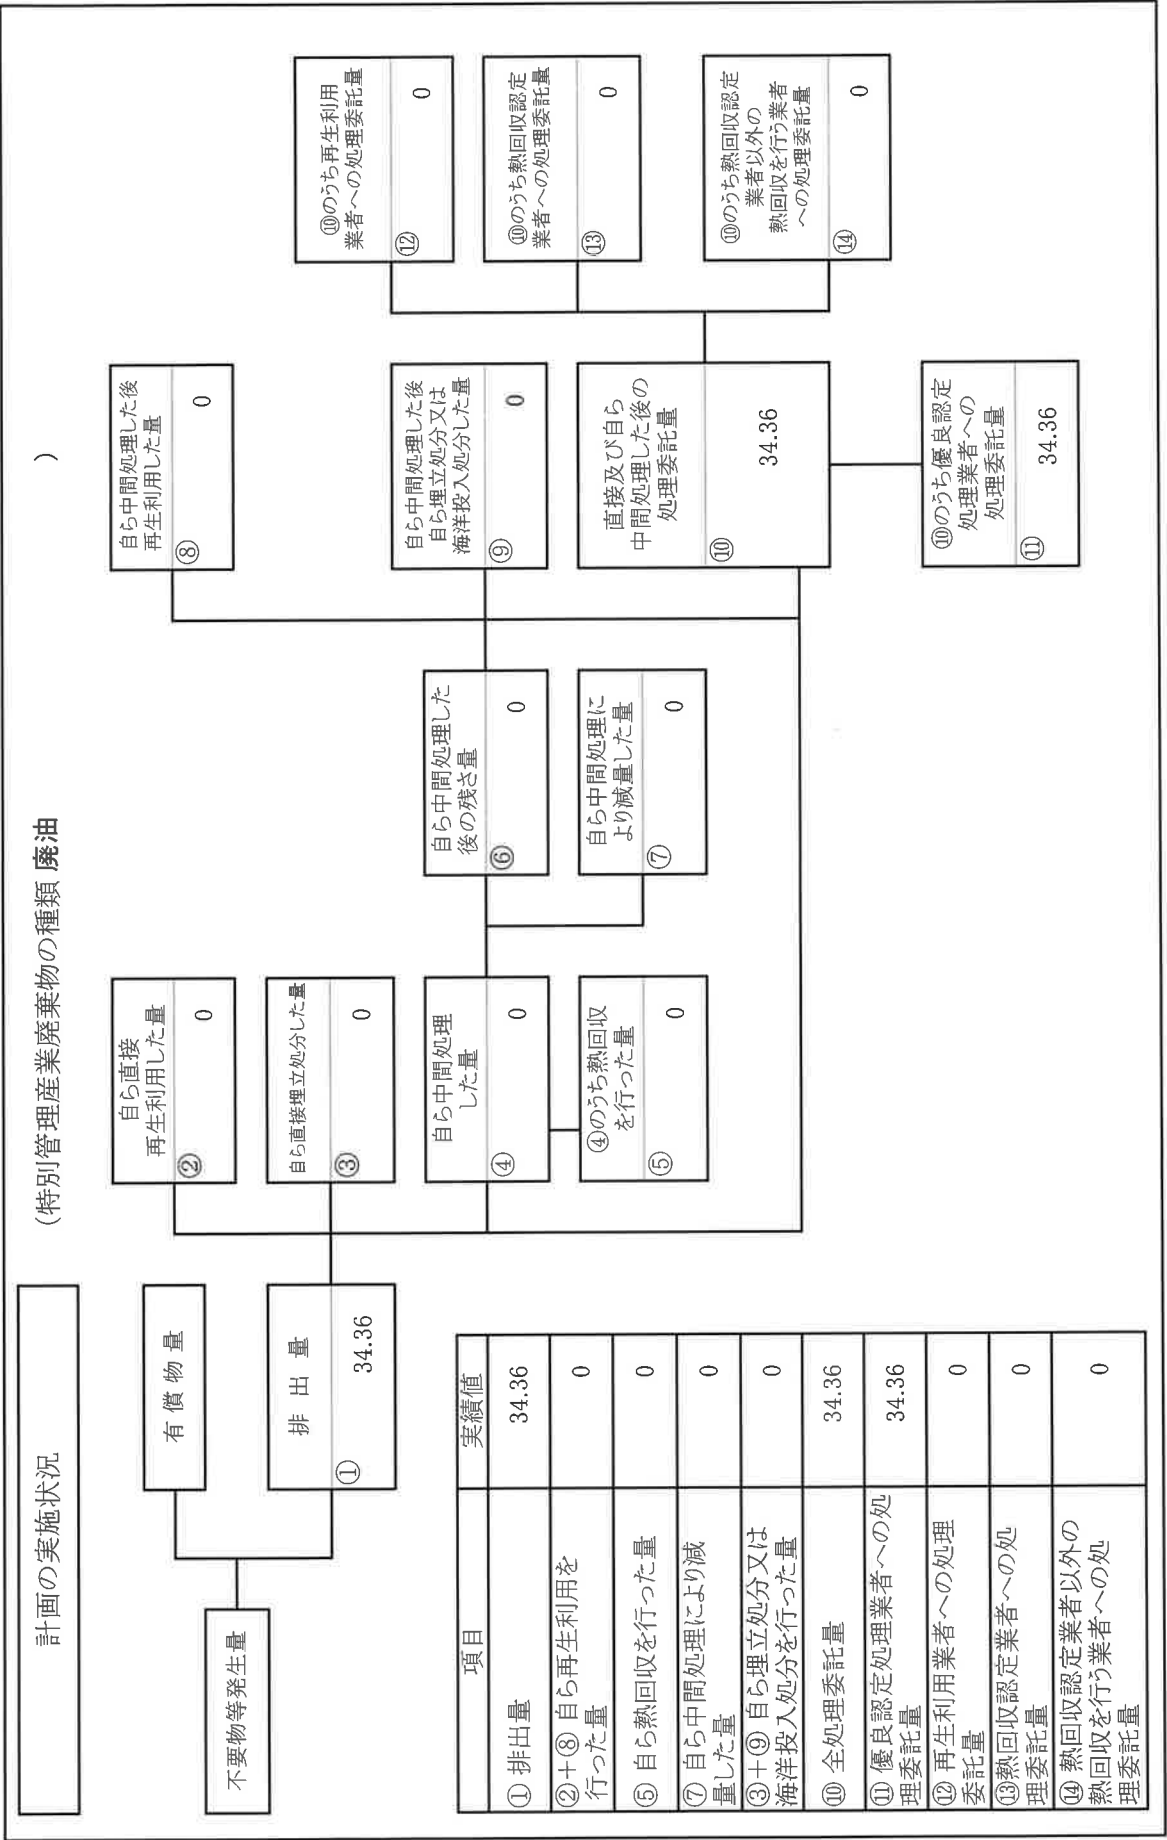 計画の実施状況
(特別管理産業廃棄物の種類 廃油
)
不要物等発生量
有償物量
排出量
①
34.36
自ら直接
再生利用した量
②
0
自ら直接埋立処分した量
③
0
自ら中間処理
した量
④
0
④のうち熱回収
を行った量
⑤
0
自ら中間処理した
後の残さ量
⑥
0
自ら中間処理に
より減量した量
⑦
0
自ら中間処理した後
再生利用した量
⑧
0
自ら中間処理した後
自ら埋立処分又は
海洋投入処分した量
⑨
0
直接及び自ら
中間処理した後の
処理委託量
⑩
34.36
⑩のうち優良認定
処理業者への
処理委託量
⑪
34.36
⑩のうち再生利用
業者への処理委託量
⑫
0
⑩のうち熱回収認定
業者への処理委託量
⑬
0
⑩のうち熱回収認定
業者以外の
熱回収を行う業者
への処理委託量
⑭
0
項目
実績値
① 排出量
34.36
②+⑧ 自ら再生利用を
行った量
0
⑤ 自ら熱回収を行った量
0
⑦ 自ら中間処理により減
量した量
0
③+⑨ 自ら埋立処分又は
海洋投入処分を行った量
0
⑩ 全処理委託量
34.36
⑪ 優良認定処理業者への処
理委託量
34.36
⑫ 再生利用業者への処理
委託量
0
⑬熱回収認定業者への処
理委託量
0
⑭ 熱回収認定業者以外の
熱回収を行う業者への処
理委託量
0